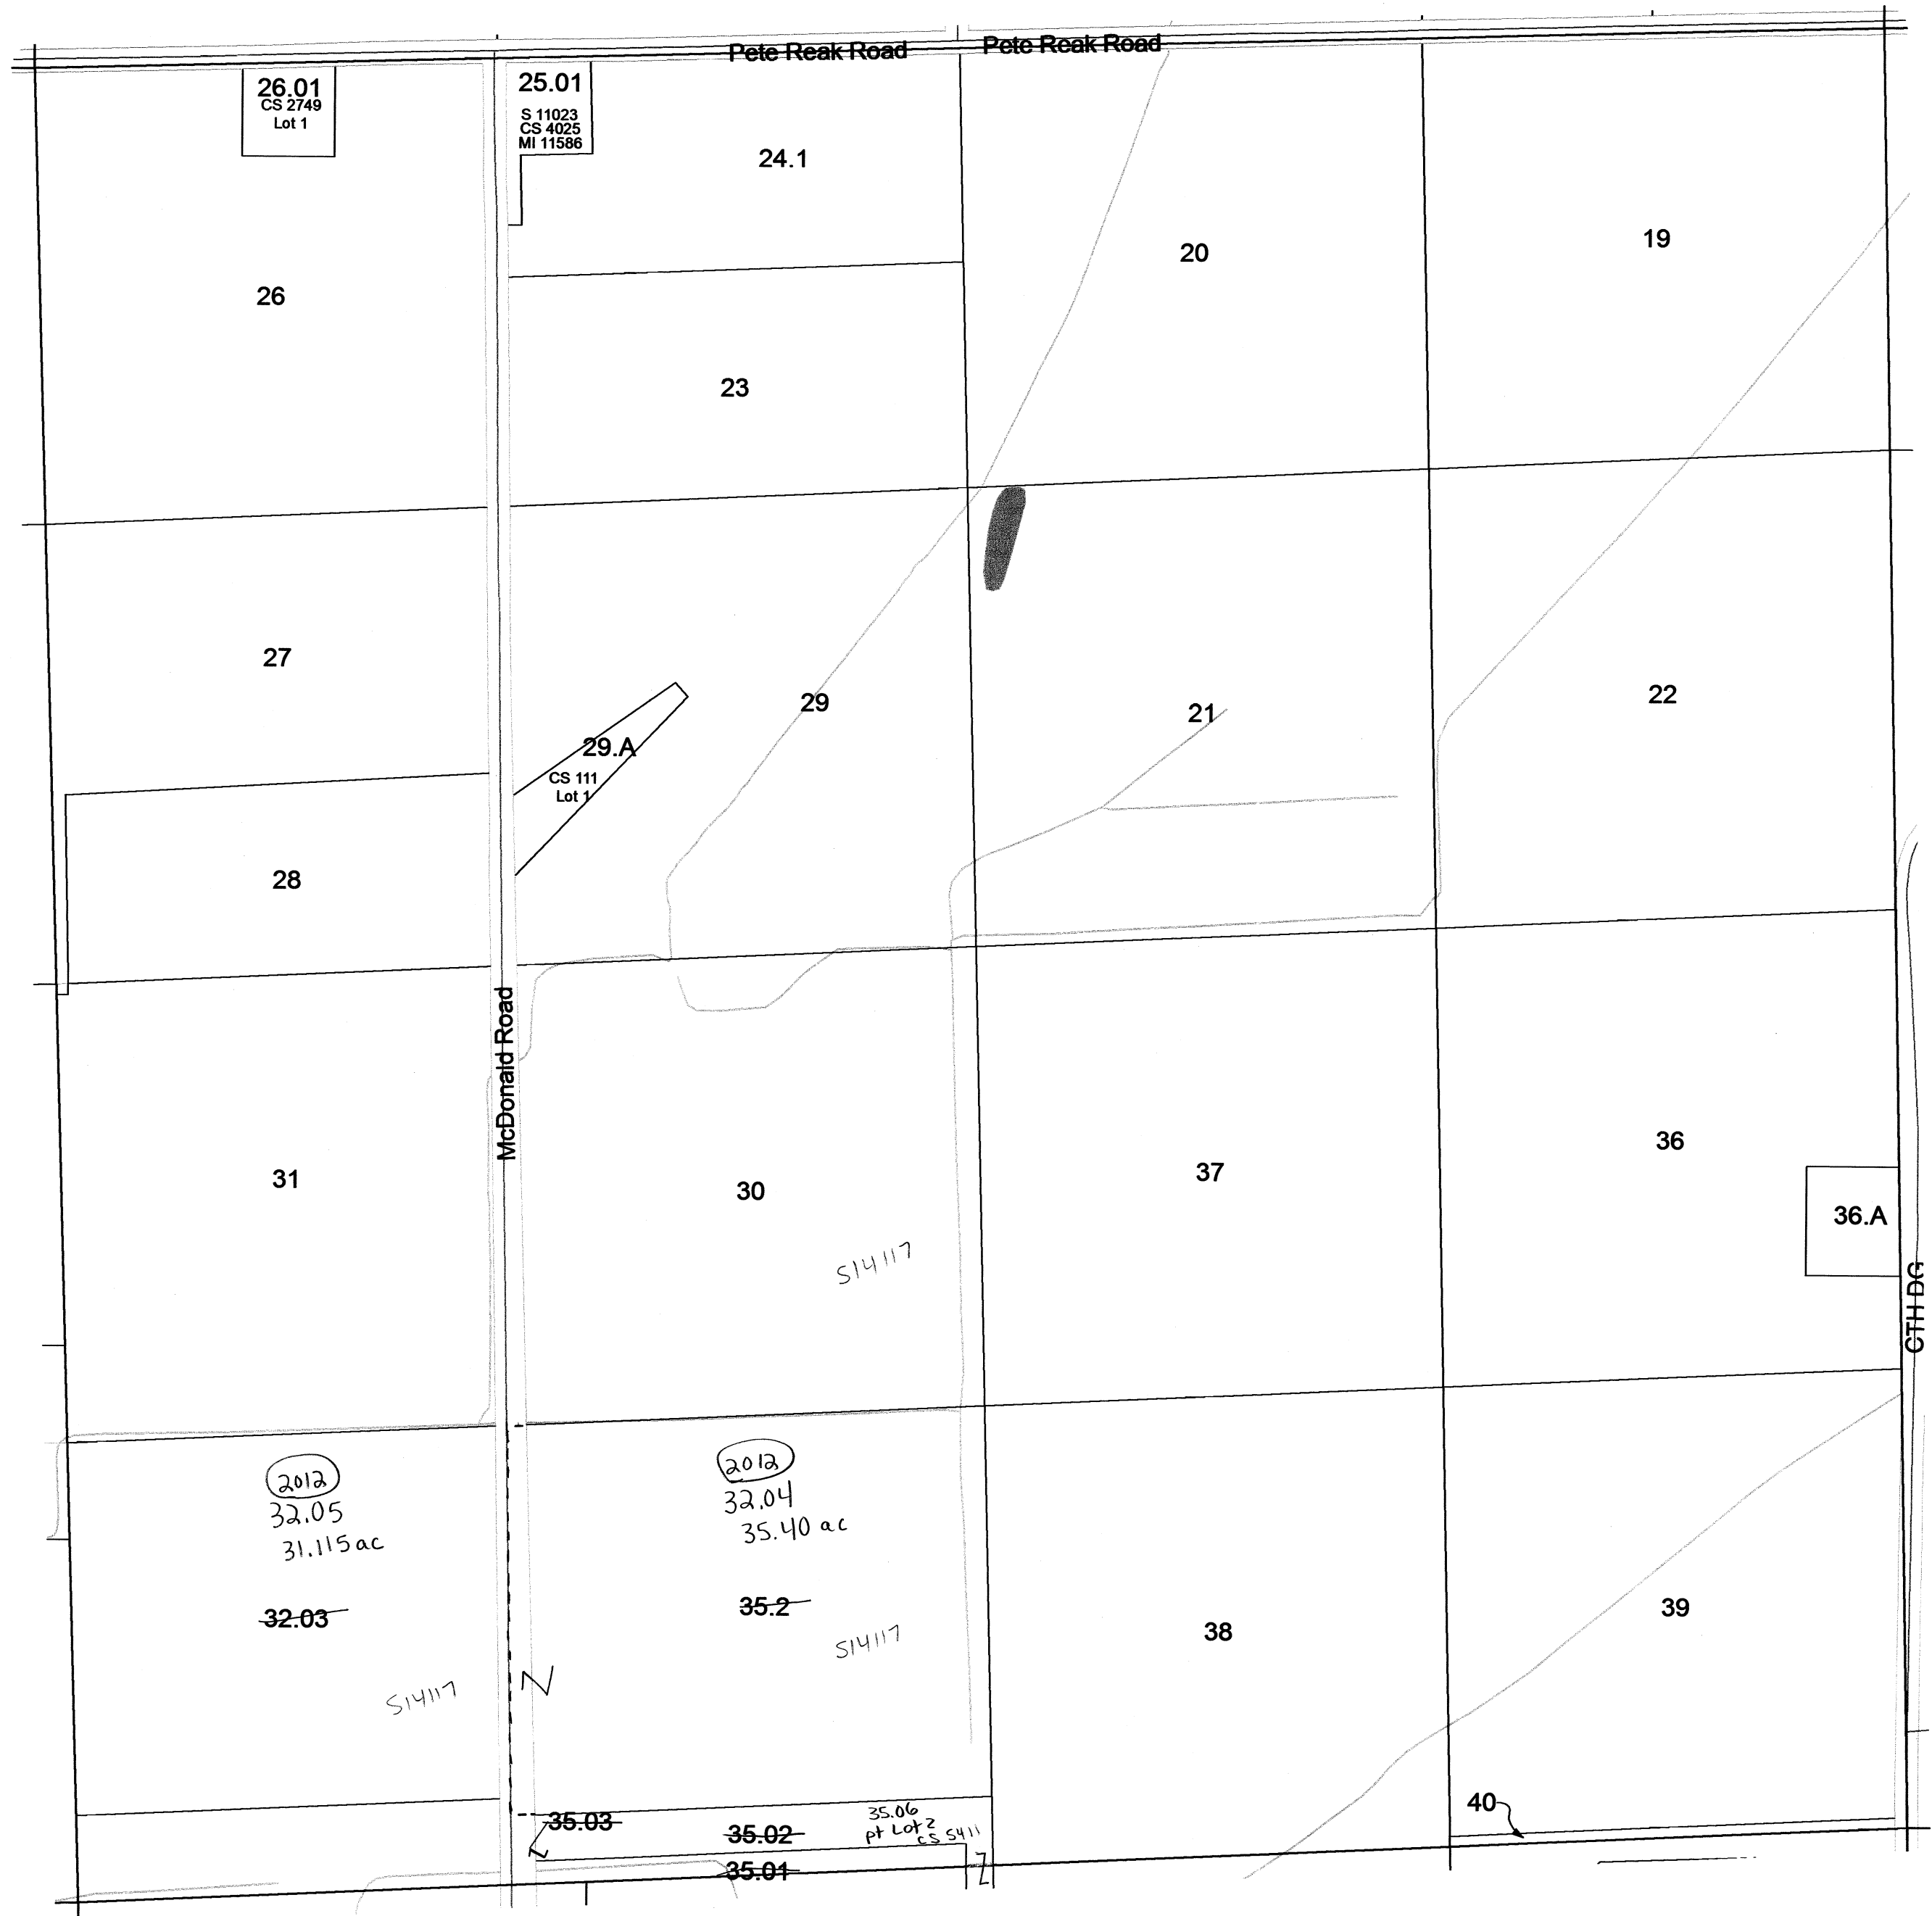 Pete Reak Road
Pete Reak Road
26.01
CS 2749
Lot 1
25.01
S 11023
CS 4025
MI 11586
24.1
20
19
26
23
27
29
21
22
29.A
CS 111
Lot 1
28
McDonald Road
31
30
37
36
36.A
S14117
CTH DG
2012
32.05
31.115 ac
2012
32.04
35.40 ac
32.03
35.2
38
39
S14117
S14117
35.03
35.02
35.06
pt Lot 2
CS 5411
40
35.01